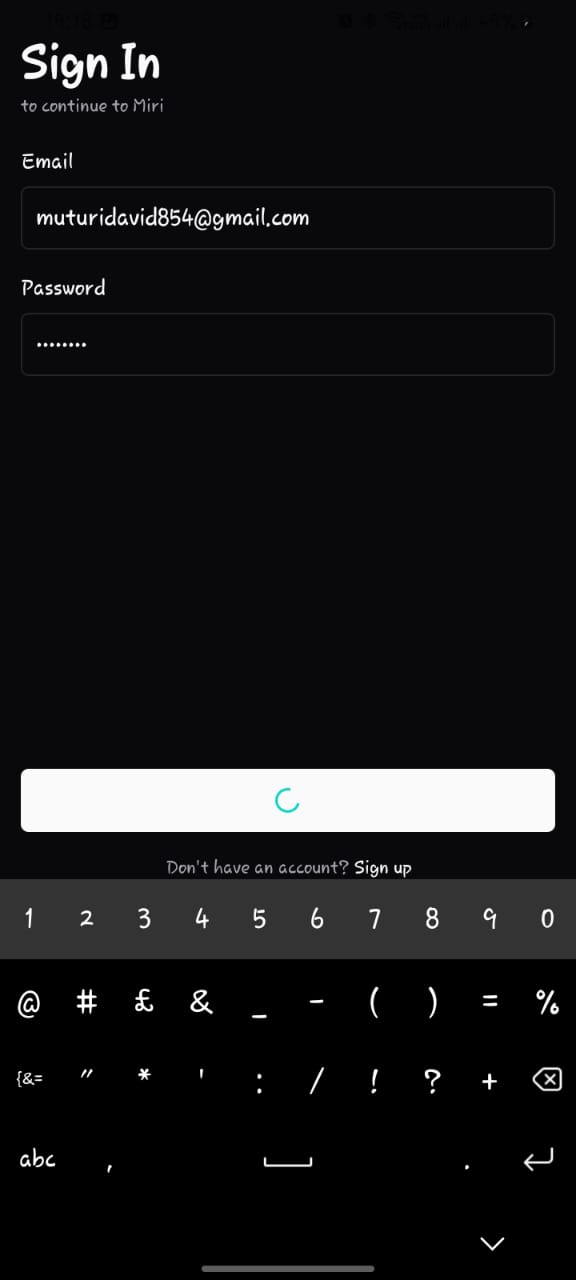 Sign In
to continue to Miri
Email
muturidavid854@gmail.com
Password
••••••••
Don't have an account? Sign up
1 2 3 4 5 6 7 8 9 0
@ # £ & _ - ( ) = %
{&= " * ' : / ! ? +
abc , .